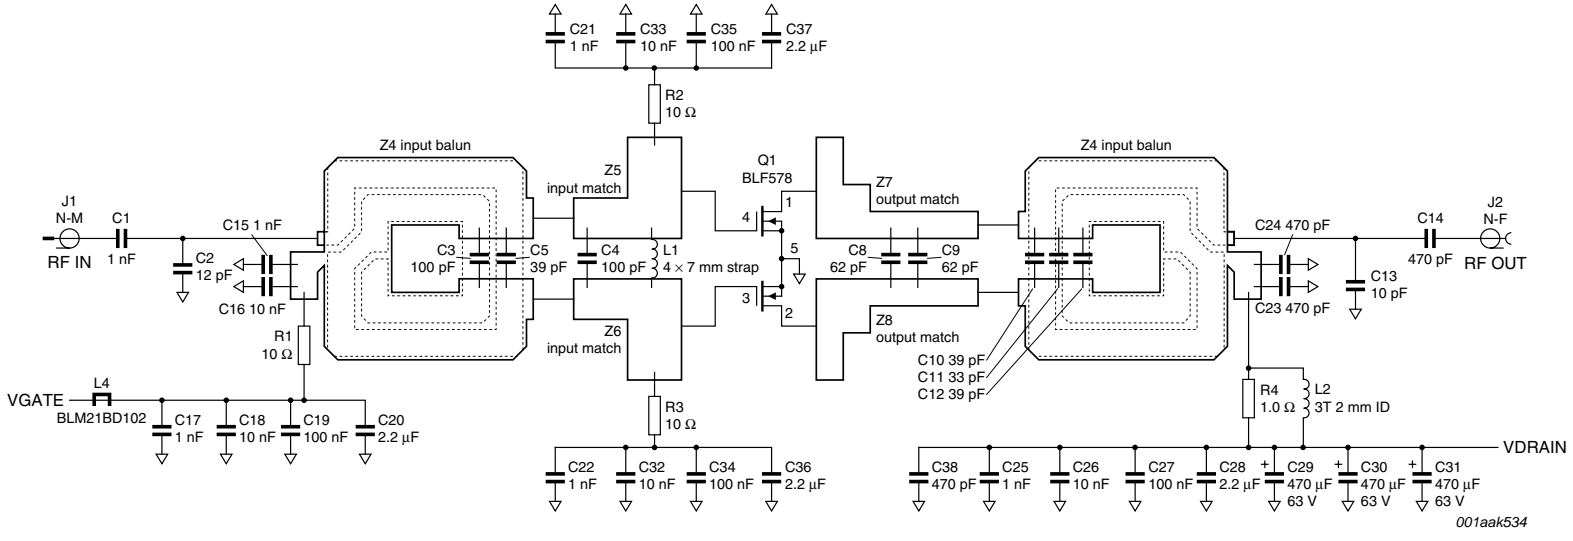 C21
1 nF
C33
10 nF
C35
100 nF
C37
2.2 μF
R2
10 Ω
Z4 input balun
Z5
input match
Q1
BLF578
1
4
5
3
2
Z7
output match
Z4 input balun
J1
N-M
RF IN
C1
1 nF
C2
12 pF
C15 1 nF
C16 10 nF
C3
100 pF
C5
39 pF
C4
100 pF
L1
4 × 7 mm strap
C8
62 pF
C9
62 pF
C24 470 pF
C23 470 pF
C14
470 pF
J2
N-F
RF OUT
C13
10 pF
R1
10 Ω
Z6
input match
Z8
output match
C10 39 pF
C11 33 pF
C12 39 pF
L4
VGATE
BLM21BD102
C17
1 nF
C18
10 nF
C19
100 nF
C20
2.2 μF
R3
10 Ω
R4
1.0 Ω
L2
3T 2 mm ID
VDRAIN
C22
1 nF
C32
10 nF
C34
100 nF
C36
2.2 μF
C38
470 pF
C25
1 nF
C26
10 nF
C27
100 nF
C28
2.2 μF
+
C29
470 μF
63 V
+
C30
470 μF
63 V
+
C31
470 μF
63 V
001aak534